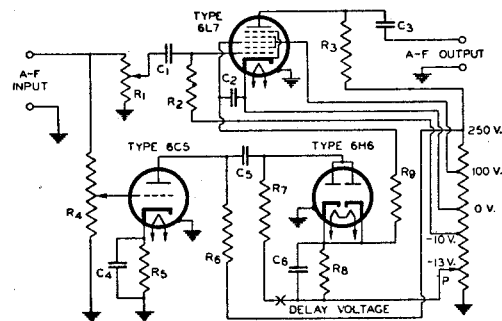 TYPE
6L7
C3
A-F OUTPUT
A-F
INPUT
C1
R1
R2
C2
R3
250 V.
TYPE 6C5
TYPE 6H6
C5
R7
R9
100 V.
0 V.
R4
-10 V.
-13 V.
P
C4
R5
R6
C6
R8
DELAY VOLTAGE